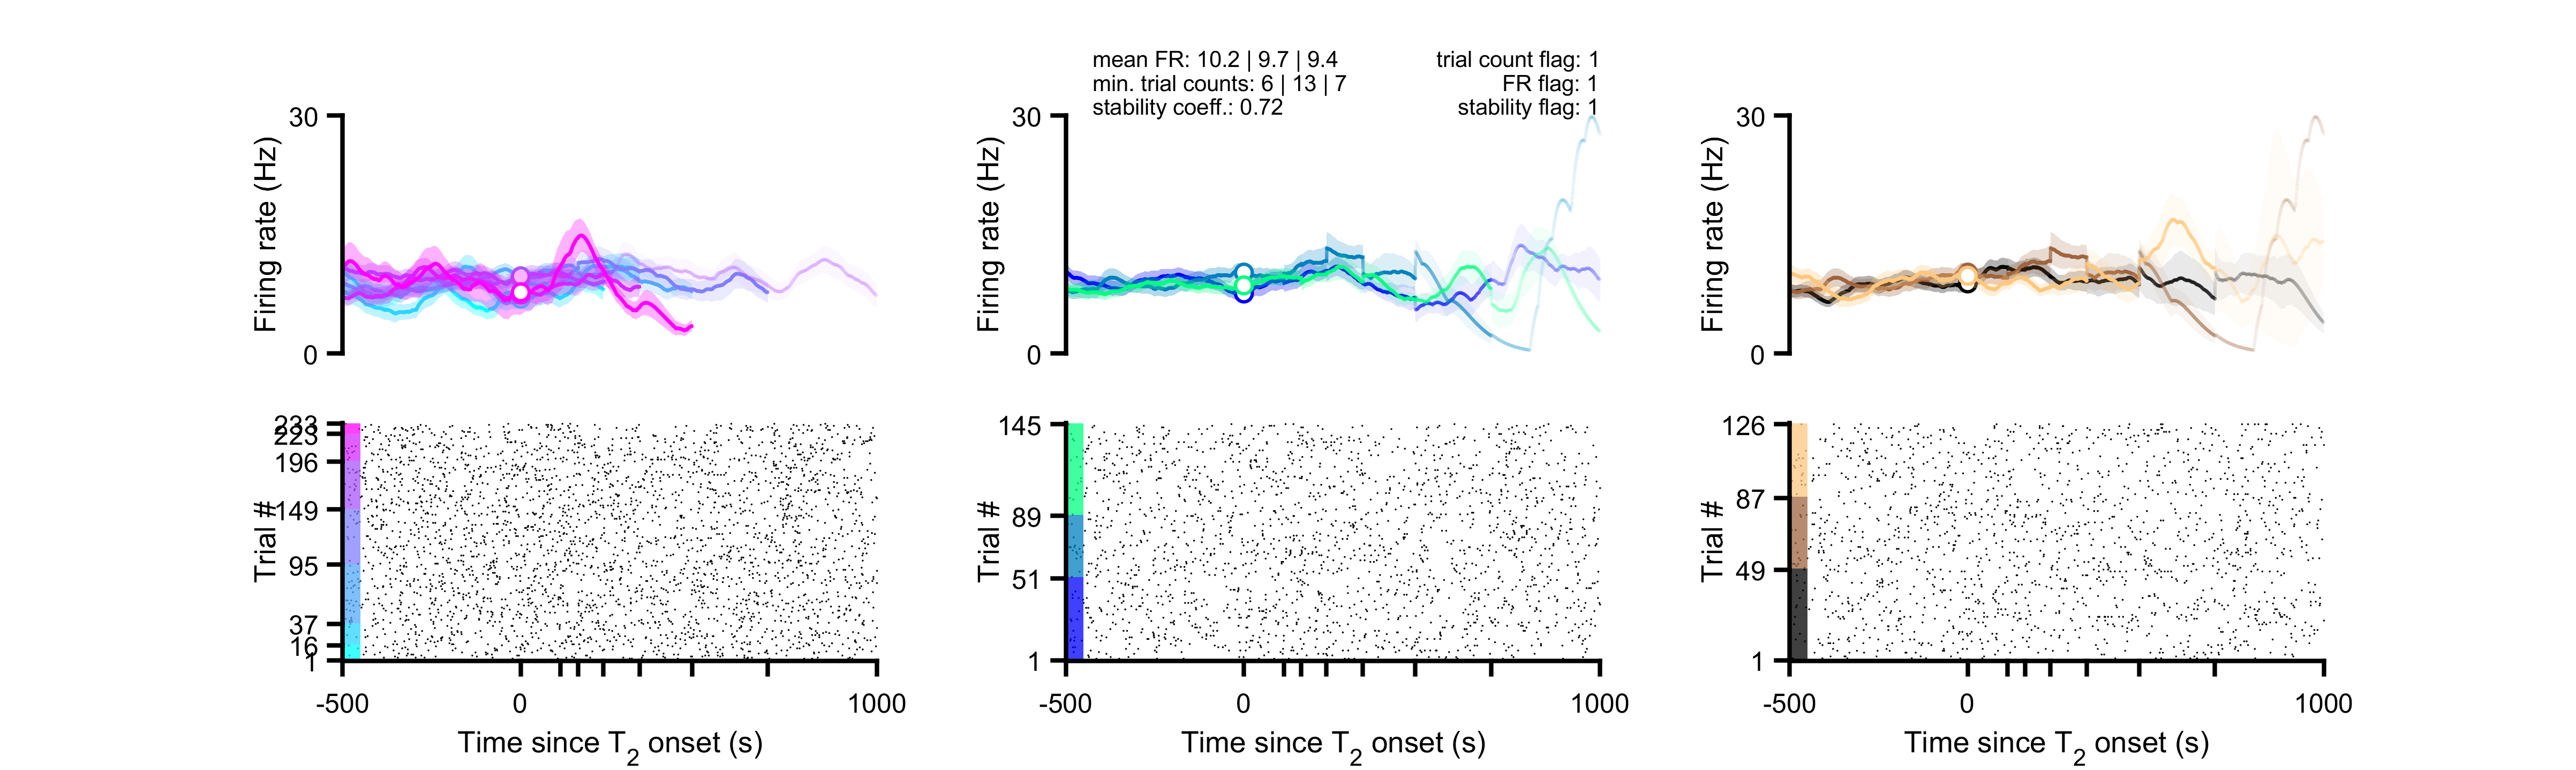 mean FR: 10.2 | 9.7 | 9.4
min. trial counts: 6 | 13 | 7
stability coeff.: 0.72
trial count flag: 1
FR flag: 1
stability flag: 1
30
Firing rate (Hz)
0
30
Firing rate (Hz)
0
30
Firing rate (Hz)
0
233
223
196
149
95
37
16
1
Trial #
-500
0
1000
Time since T2 onset (s)
145
89
51
1
Trial #
-500
0
1000
Time since T2 onset (s)
126
87
49
1
Trial #
-500
0
1000
Time since T2 onset (s)